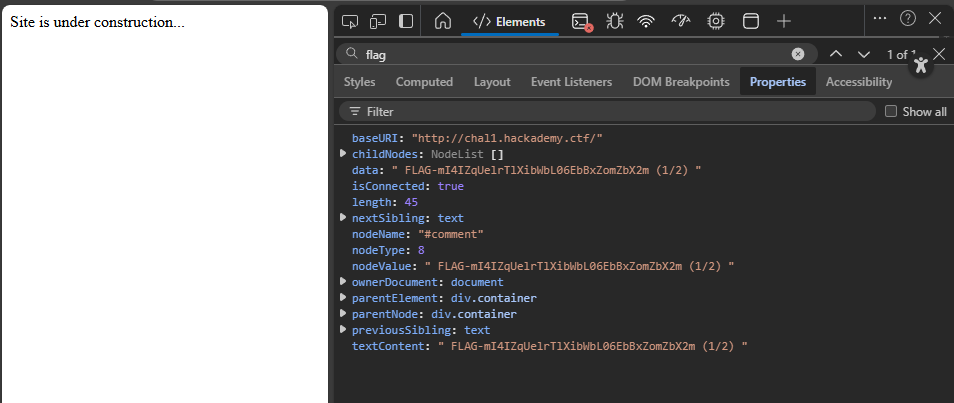 Site is under construction...
Elements
flag
1 of 1
Styles Computed Layout Event Listeners DOM Breakpoints Properties Accessibility
Filter
Show all
baseURI: "http://chal1.hackademy.ctf/"
childNodes: NodeList []
data: " FLAG-mI4IZqUelrTlXibWbL06EbBxZomZbX2m (1/2) "
isConnected: true
length: 45
nextSibling: text
nodeName: "#comment"
nodeType: 8
nodeValue: " FLAG-mI4IZqUelrTlXibWbL06EbBxZomZbX2m (1/2) "
ownerDocument: document
parentElement: div.container
parentNode: div.container
previousSibling: text
textContent: " FLAG-mI4IZqUelrTlXibWbL06EbBxZomZbX2m (1/2) "